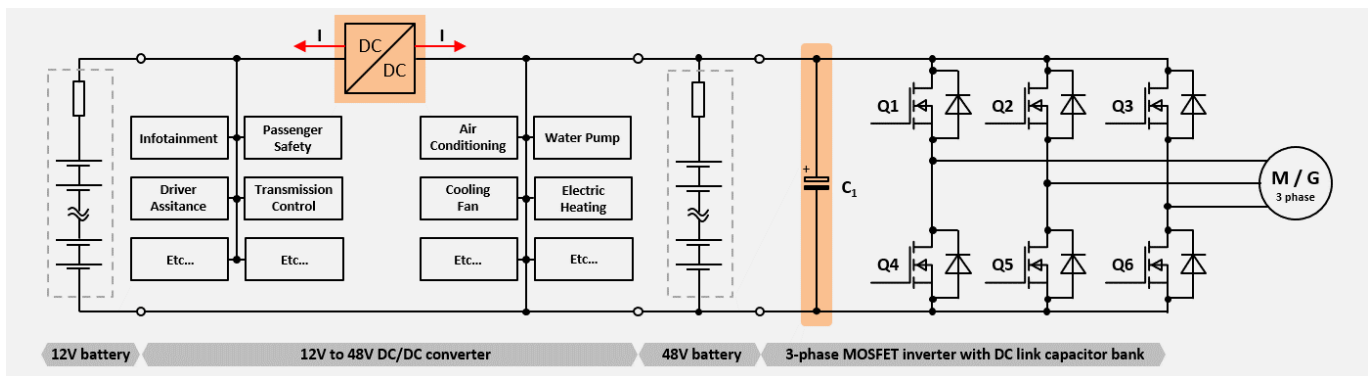 I
I
DC
DC
Infotainment
Passenger
Safety
Driver
Assitance
Transmission
Control
Etc...
Etc...
Air
Conditioning
Water Pump
Cooling
Fan
Electric
Heating
Etc...
Etc...
+
C1
Q1
Q2
Q3
Q4
Q5
Q6
M / G
3 phase
12V battery
12V to 48V DC/DC converter
48V battery
3-phase MOSFET inverter with DC link capacitor bank